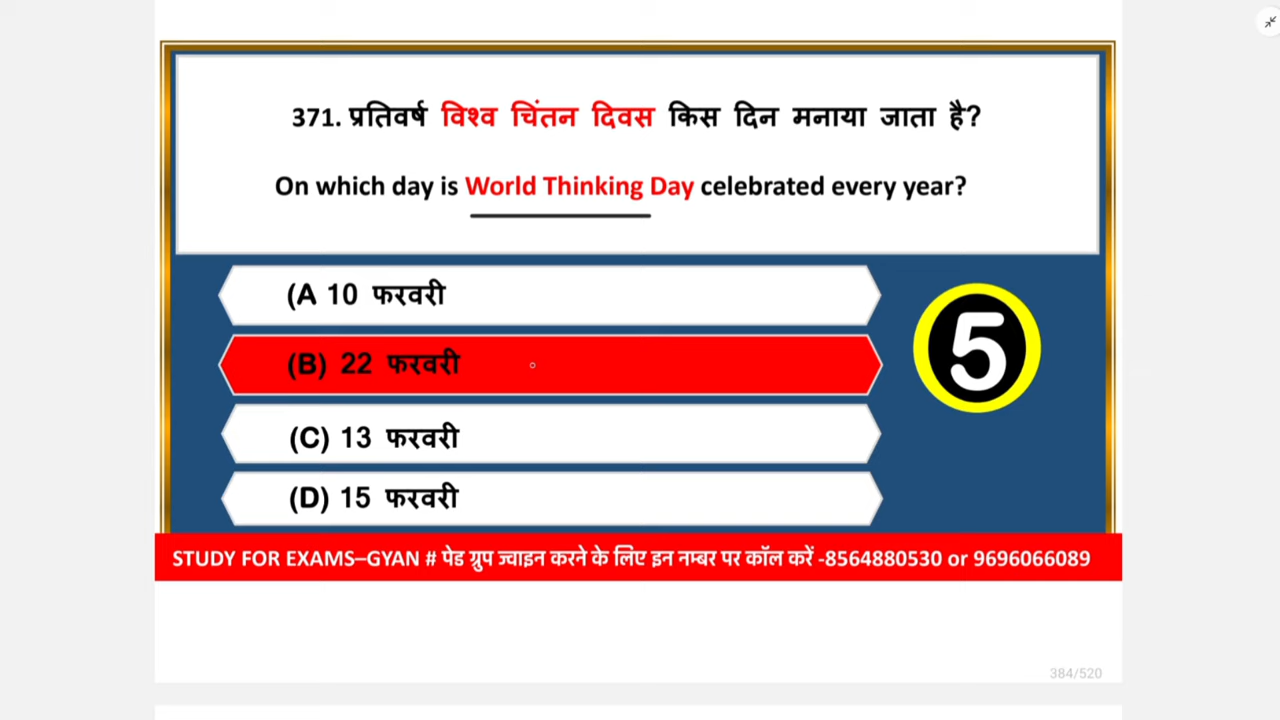 371. प्रतिवर्ष विश्व चिंतन दिवस किस दिन मनाया जाता है?
On which day is World Thinking Day celebrated every year?
(A 10 फरवरी
(B) 22 फरवरी
5
(C) 13 फरवरी
(D) 15 फरवरी
STUDY FOR EXAMS–GYAN # पेड ग्रुप ज्वाइन करने के लिए इन नम्बर पर कॉल करें -8564880530 or 9696066089
384/520